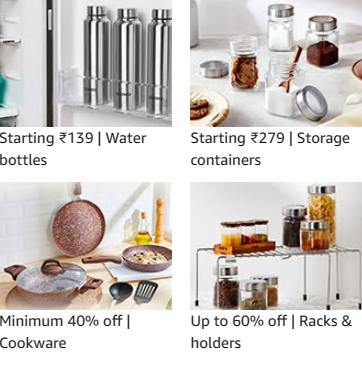 Starting ₹139 | Water
bottles
Starting ₹279 | Storage
containers
Minimum 40% off |
Cookware
Up to 60% off | Racks &
holders